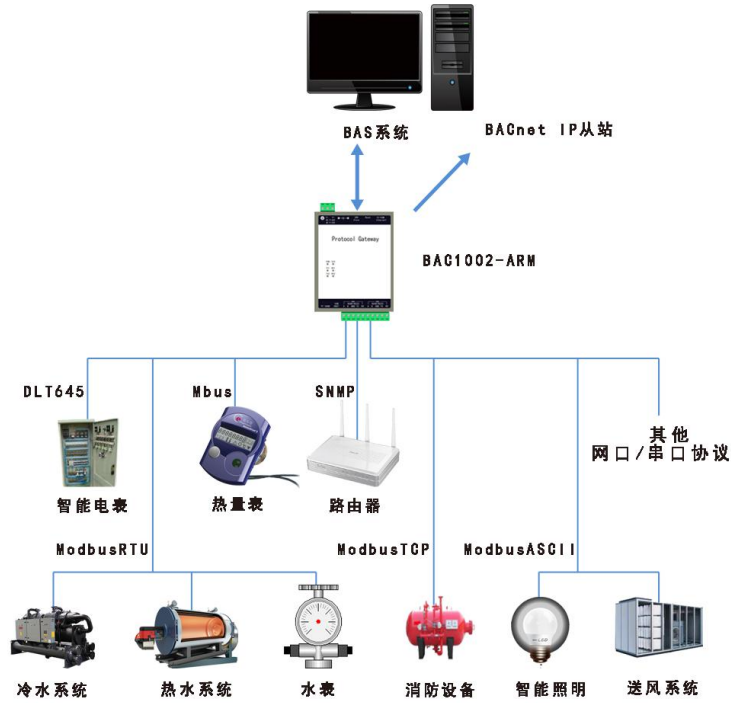 BAS系统
BACnet IP从站
Protocol Gateway
BAC1002-ARM
DLT645
Mbus
SNMP
其他
网口/串口协议
智能电表
热量表
路由器
ModbusRTU
ModbusTCP
ModbusASCII
冷水系统
热水系统
水表
消防设备
智能照明
送风系统